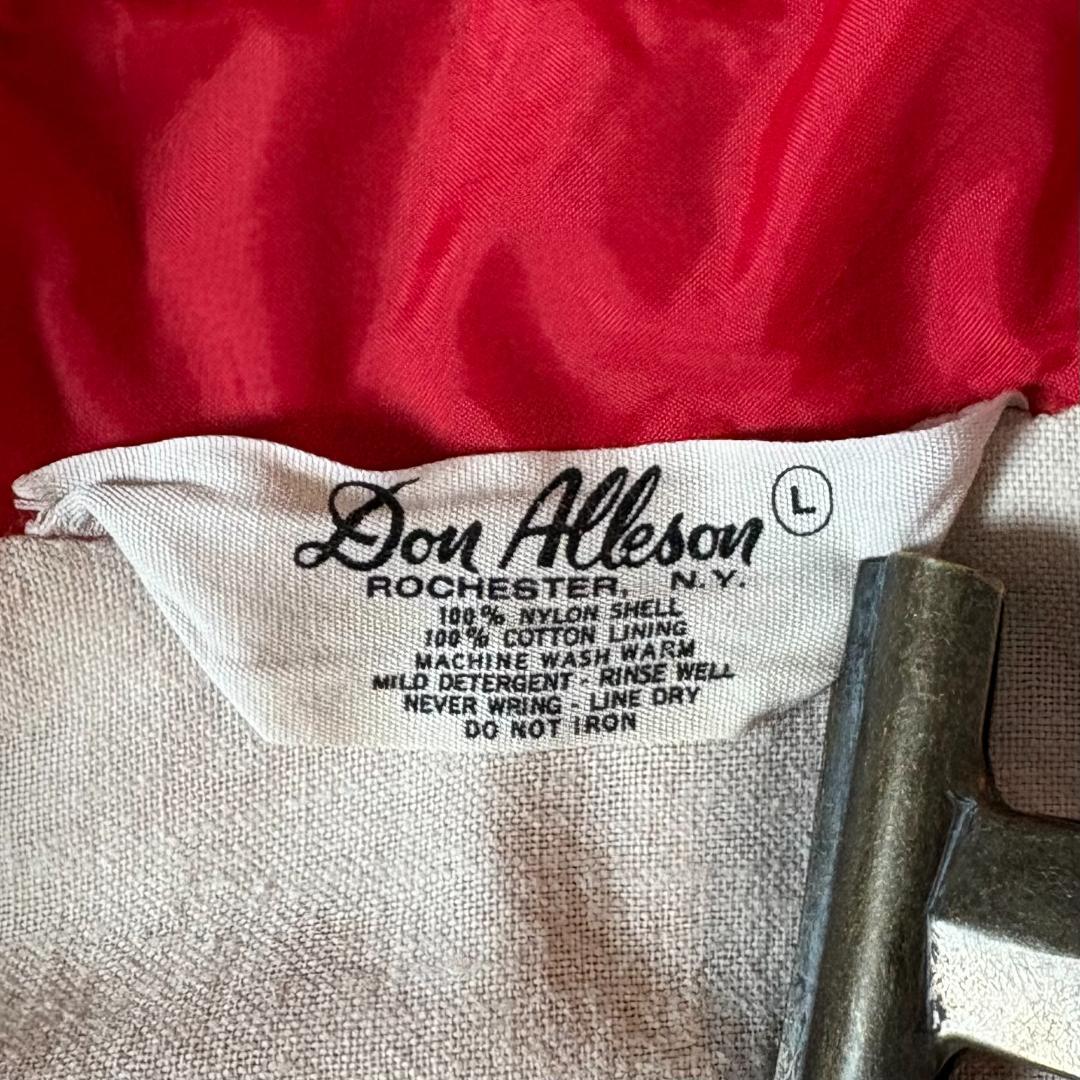 Don Alleson L
ROCHESTER, N.Y.
100% NYLON SHELL
100% COTTON LINING
MACHINE WASH WARM
MILD DETERGENT - RINSE WELL
NEVER WRING - LINE DRY
DO NOT IRON